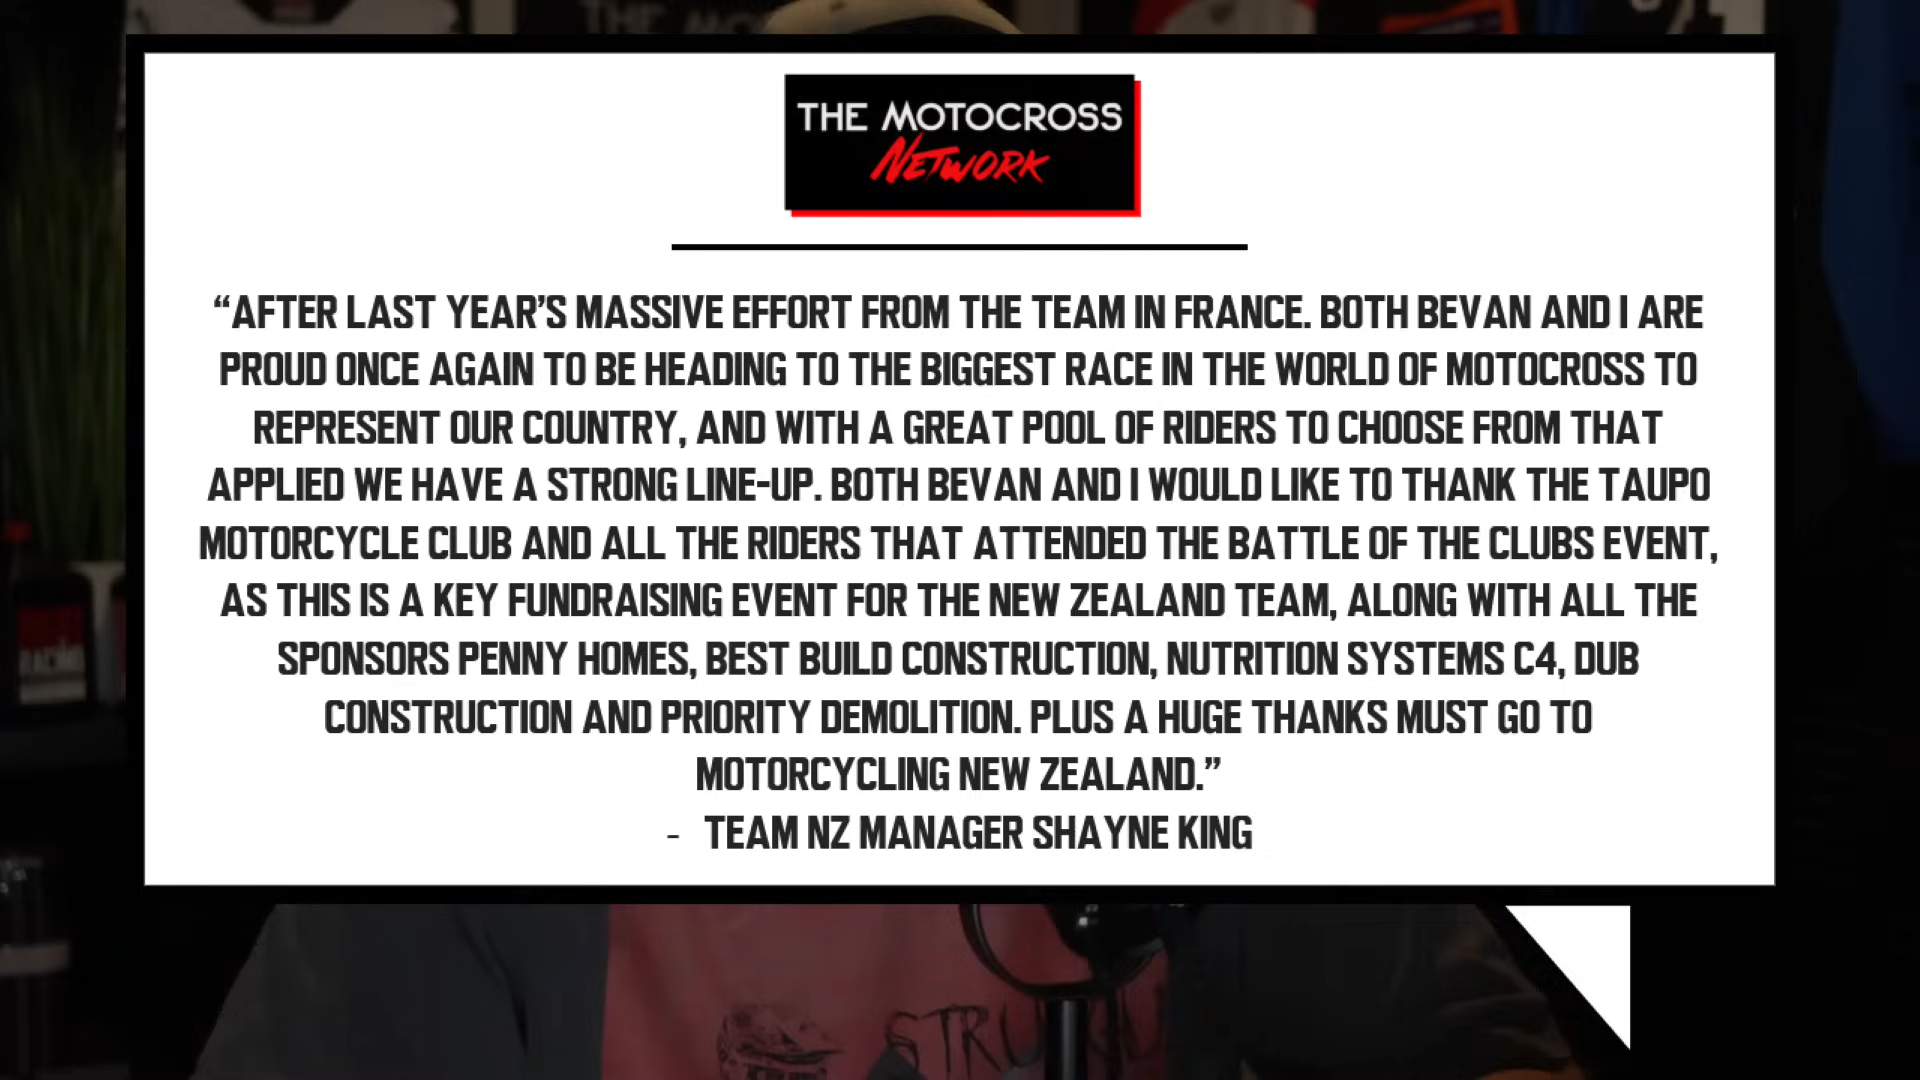 THE MO
THE MOTOCROSS
NETWORK
“AFTER LAST YEAR’S MASSIVE EFFORT FROM THE TEAM IN FRANCE. BOTH BEVAN AND I ARE
PROUD ONCE AGAIN TO BE HEADING TO THE BIGGEST RACE IN THE WORLD OF MOTOCROSS TO
REPRESENT OUR COUNTRY, AND WITH A GREAT POOL OF RIDERS TO CHOOSE FROM THAT
APPLIED WE HAVE A STRONG LINE-UP. BOTH BEVAN AND I WOULD LIKE TO THANK THE TAUPO
MOTORCYCLE CLUB AND ALL THE RIDERS THAT ATTENDED THE BATTLE OF THE CLUBS EVENT,
AS THIS IS A KEY FUNDRAISING EVENT FOR THE NEW ZEALAND TEAM, ALONG WITH ALL THE
SPONSORS PENNY HOMES, BEST BUILD CONSTRUCTION, NUTRITION SYSTEMS C4, DUB
CONSTRUCTION AND PRIORITY DEMOLITION. PLUS A HUGE THANKS MUST GO TO
MOTORCYCLING NEW ZEALAND.”
- TEAM NZ MANAGER SHAYNE KING
RACING